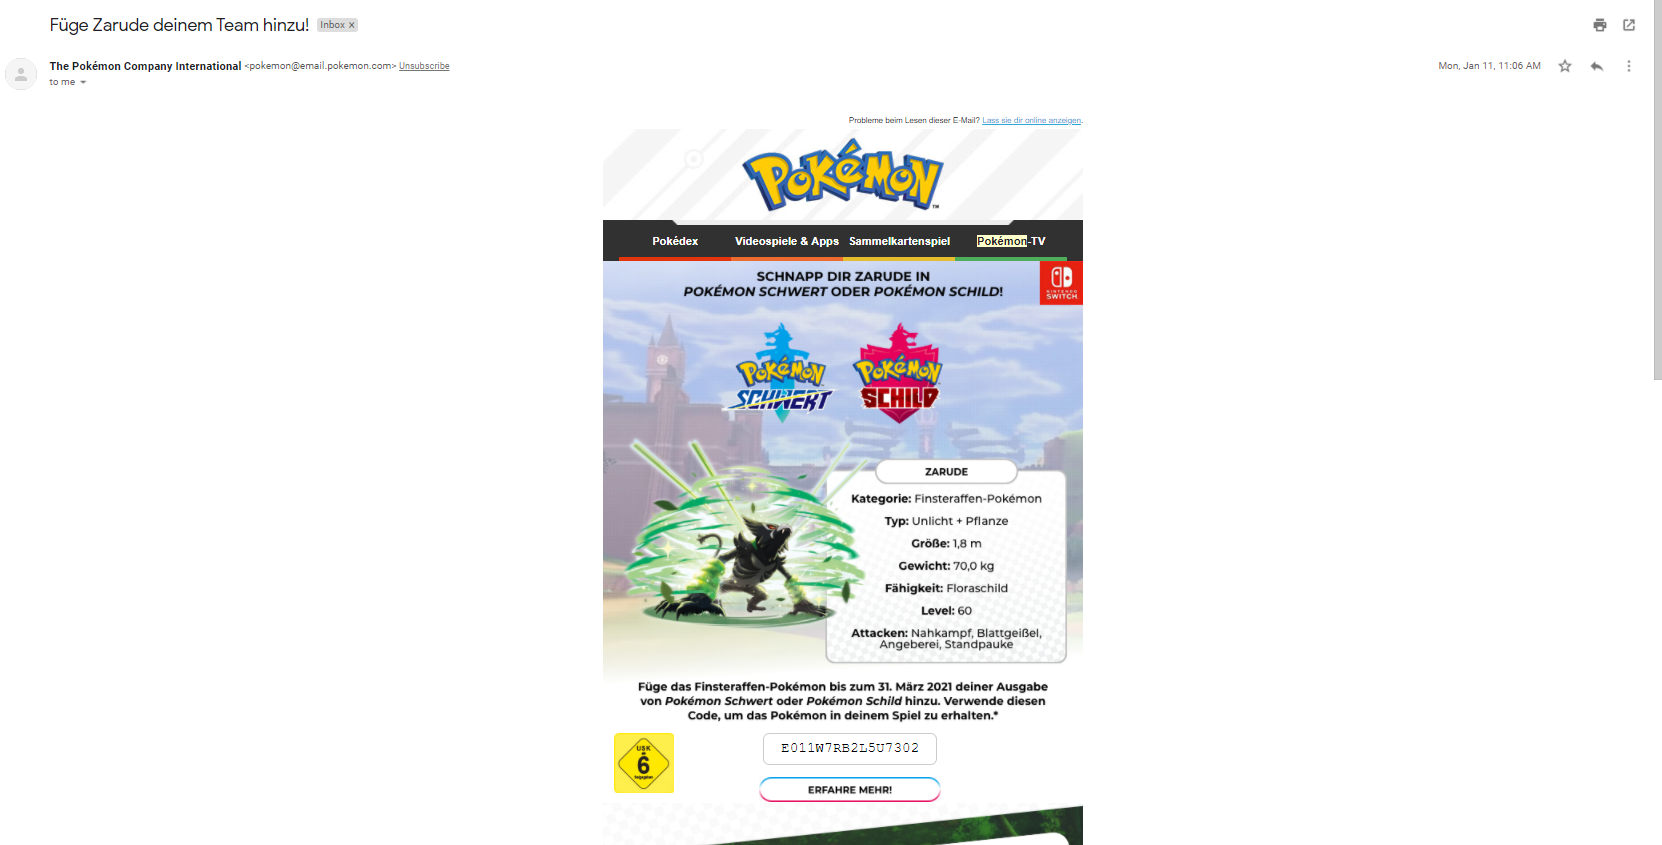 Füge Zarude deinem Team hinzu! Inbox x
The Pokémon Company International <pokemon@email.pokemon.com> Unsubscribe
Mon, Jan 11, 11:06 AM
to me
Probleme beim Lesen dieser E-Mail? Lass sie dir online anzeigen.
POKÉMON TM
Pokédex Videospiele & Apps Sammelkartenspiel Pokémon-TV
SCHNAPP DIR ZARUDE IN
POKÉMON SCHWERT ODER POKÉMON SCHILD!
NINTENDO
SWITCH
POKÉMON
SCHWERT
POKÉMON
SCHILD
ZARUDE
Kategorie: Finsteraffen-Pokémon
Typ: Unlicht + Pflanze
Größe: 1,8 m
Gewicht: 70,0 kg
Fähigkeit: Floraschild
Level: 60
Attacken: Nahkampf, Blattgeißel,
Angeberei, Standpauke
Füge das Finsteraffen-Pokémon bis zum 31. März 2021 deiner Ausgabe
von Pokémon Schwert oder Pokémon Schild hinzu. Verwende diesen
Code, um das Pokémon in deinem Spiel zu erhalten.*
USK
6
E011W7RB2L5U7302
ERFAHRE MEHR!